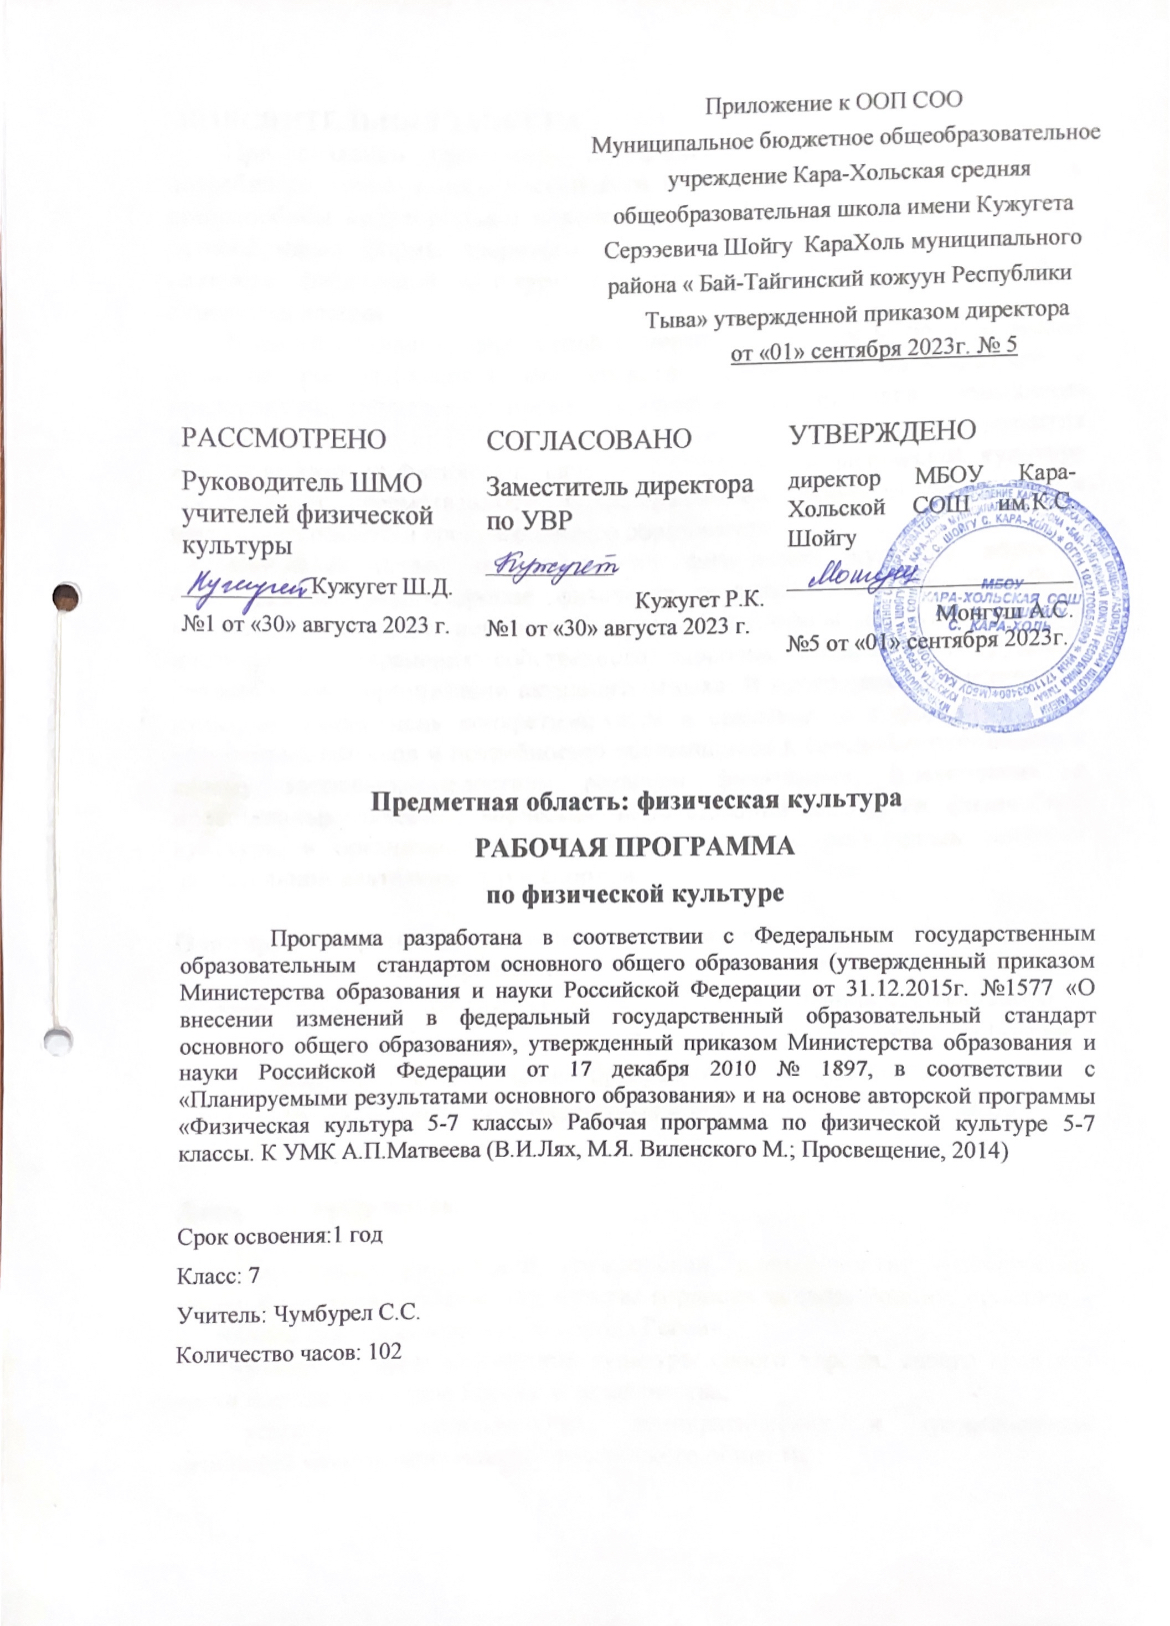 Приложение к ООП СОО
Муниципальное бюджетное общеобразовательное
учреждение Кара-Хольская средняя
общеобразовательная школа имени Кужугета
Серээевича Шойгу КараХоль муниципального
района « Бай-Тайгинский кожуун Республики
Тыва» утвержденной приказом директора
от «01» сентября 2023г. № 5
РАССМОТРЕНО
Руководитель ШМО
учителей физической
культуры
Кужугет Кужугет Ш.Д.
№1 от «30» августа 2023 г.
СОГЛАСОВАНО
Заместитель директора
по УВР
Кужугет
Кужугет Р.К.
№1 от «30» августа 2023 г.
УТВЕРЖДЕНО
директор МБОУ Кара-
Хольской СОШ им.К.С.
Шойгу
Монгуш А.С.
№5 от «01» сентября 2023г.
МБОУ
КАРА-ХОЛЬСКАЯ СОШ
С. КАРА-ХОЛЬ
Предметная область: физическая культура
РАБОЧАЯ ПРОГРАММА
по физической культуре
Программа разработана в соответствии с Федеральным государственным
образовательным стандартом основного общего образования (утвержденный приказом
Министерства образования и науки Российской Федерации от 31.12.2015г. №1577 «О
внесении изменений в федеральный государственный образовательный стандарт
основного общего образования», утвержденный приказом Министерства образования и
науки Российской Федерации от 17 декабря 2010 № 1897, в соответствии с
«Планируемыми результатами основного образования» и на основе авторской программы
«Физическая культура 5-7 классы» Рабочая программа по физической культуре 5-7
классы. К УМК А.П.Матвеева (В.И.Лях, М.Я. Виленского М.; Просвещение, 2014)
Срок освоения:1 год
Класс: 7
Учитель: Чумбурел С.С.
Количество часов: 102